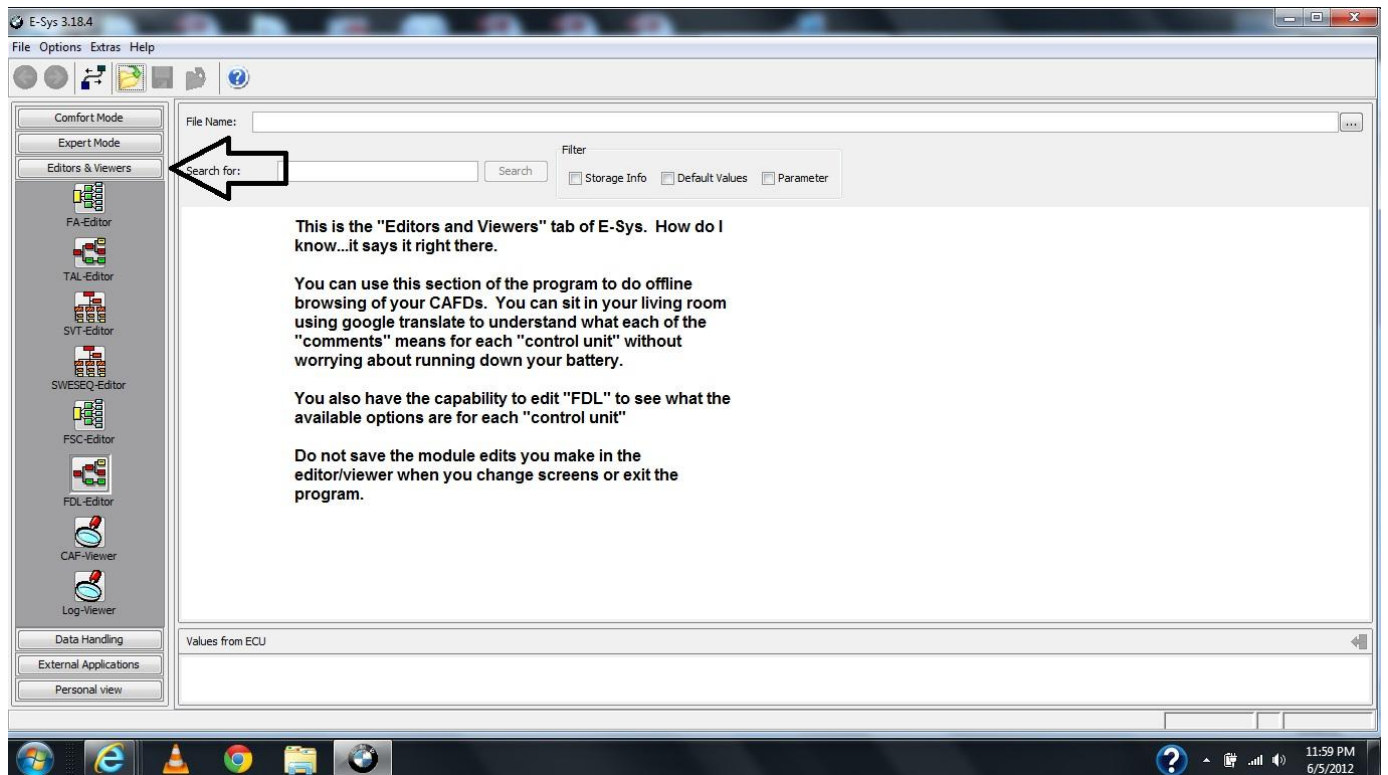 E-Sys 3.18.4
File Options Extras Help
Comfort Mode
Expert Mode
Editors & Viewers
FA-Editor
TAL-Editor
SVT-Editor
SWESEQ-Editor
FSC-Editor
FDL-Editor
CAF-Viewer
Log-Viewer
Data Handling
External Applications
Personal view
File Name:
...
Search for:
Search
Filter
Storage Info
Default Values
Parameter
This is the "Editors and Viewers" tab of E-Sys. How do I
know...it says it right there.
You can use this section of the program to do offline
browsing of your CAFDs. You can sit in your living room
using google translate to understand what each of the
"comments" means for each "control unit" without
worrying about running down your battery.
You also have the capability to edit "FDL" to see what the
available options are for each "control unit"
Do not save the module edits you make in the
editor/viewer when you change screens or exit the
program.
Values from ECU
11:59 PM
6/5/2012